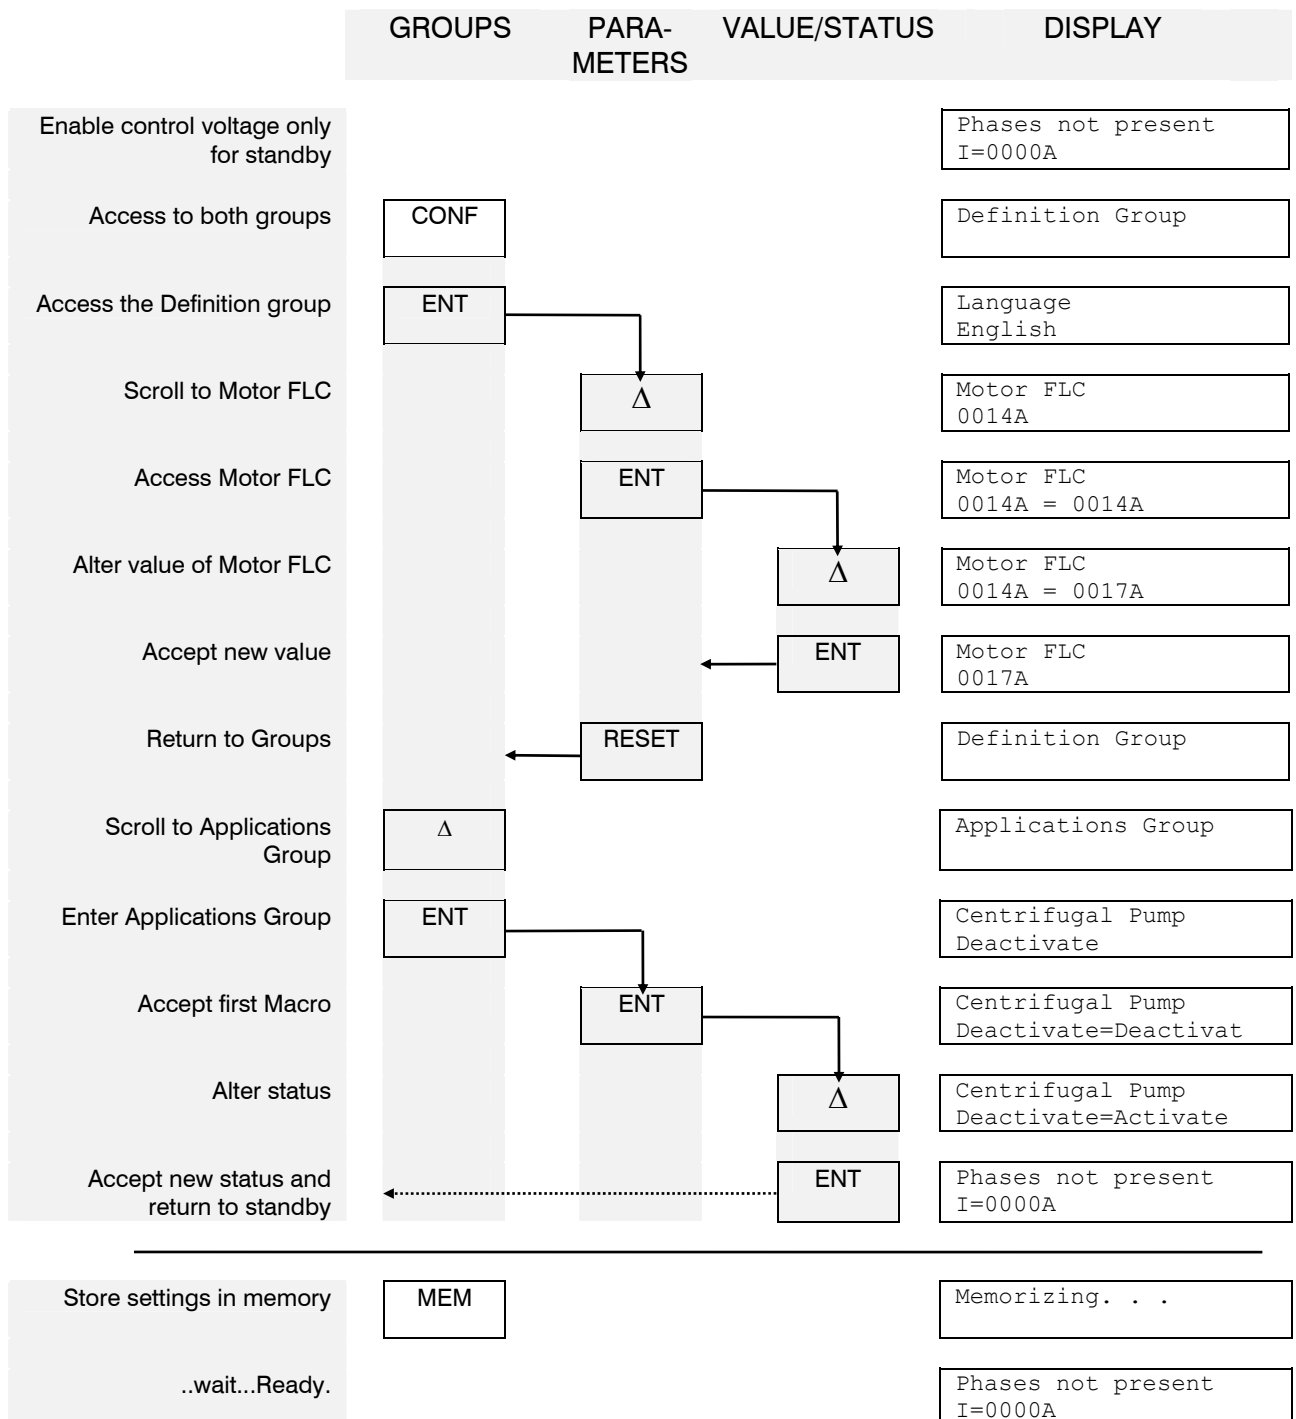 GROUPS PARA- VALUE/STATUS DISPLAY
METERS
Enable control voltage only
for standby
Phases not present
I=0000A
Access to both groups CONF Definition Group
Access the Definition group ENT Language
English
Scroll to Motor FLC Δ Motor FLC
0014A
Access Motor FLC ENT Motor FLC
0014A = 0014A
Alter value of Motor FLC Δ Motor FLC
0014A = 0017A
Accept new value ENT Motor FLC
0017A
Return to Groups RESET Definition Group
Scroll to Applications
Group
Δ Applications Group
Enter Applications Group ENT Centrifugal Pump
Deactivate
Accept first Macro ENT Centrifugal Pump
Deactivate=Deactivat
Alter status Δ Centrifugal Pump
Deactivate=Activate
Accept new status and
return to standby
ENT Phases not present
I=0000A
Store settings in memory MEM Memorizing. . .
..wait...Ready. Phases not present
I=0000A